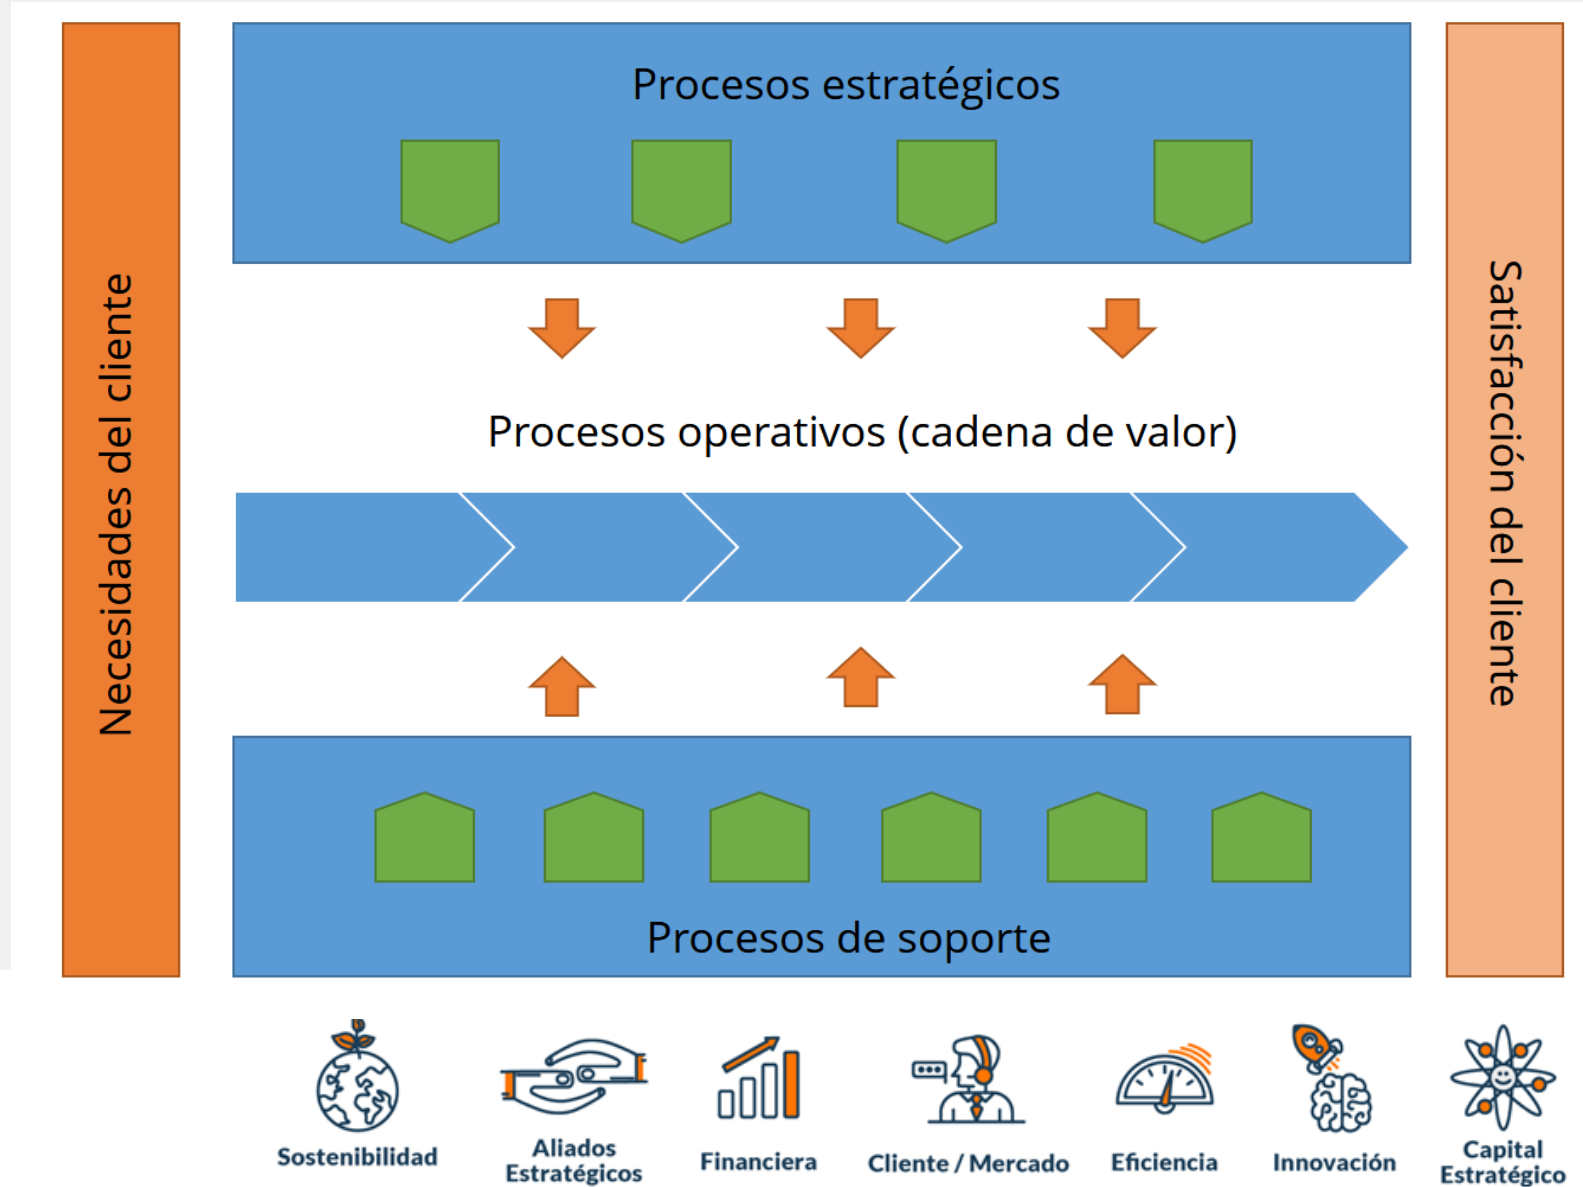 Necesidades del cliente
Procesos estratégicos
Procesos operativos (cadena de valor)
Procesos de soporte
Satisfacción del cliente
Sostenibilidad
Aliados
Estratégicos
Financiera
Cliente / Mercado
Eficiencia
Innovación
Capital
Estratégico